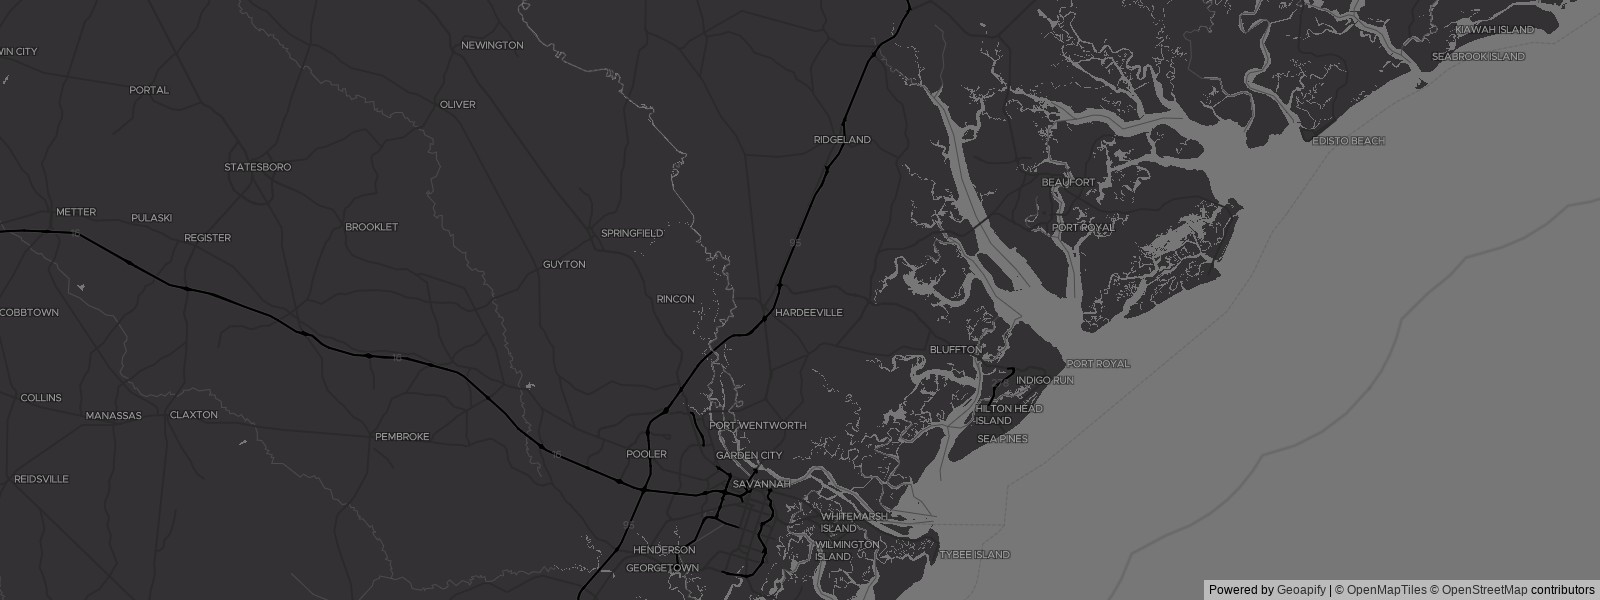 KIAWAH ISLAND
NEWINGTON
WIN CITY
SEABROOK ISLAND
PORTAL
OLIVER
RIDGELAND
EDISTO BEACH
STATESBORO
BEAUFORT
METTER
PULASKI
BROOKLET
PORT ROYAL
16
SPRINGFIELD
REGISTER
95
GUYTON
RINCON
COBBTOWN
HARDEEVILLE
BLUFFTON
16
PORT ROYAL
INDIGO RUN
COLLINS
HILTON HEAD
ISLAND
MANASSAS
CLAXTON
PORT WENTWORTH
PEMBROKE
SEA PINES
POOLER
16
GARDEN CITY
REIDSVILLE
SAVANNAH
WHITEMARSH
ISLAND
95
WILMINGTON
ISLAND
HENDERSON
TYBEE ISLAND
GEORGETOWN
Powered by Geoapify | © OpenMapTiles © OpenStreetMap contributors